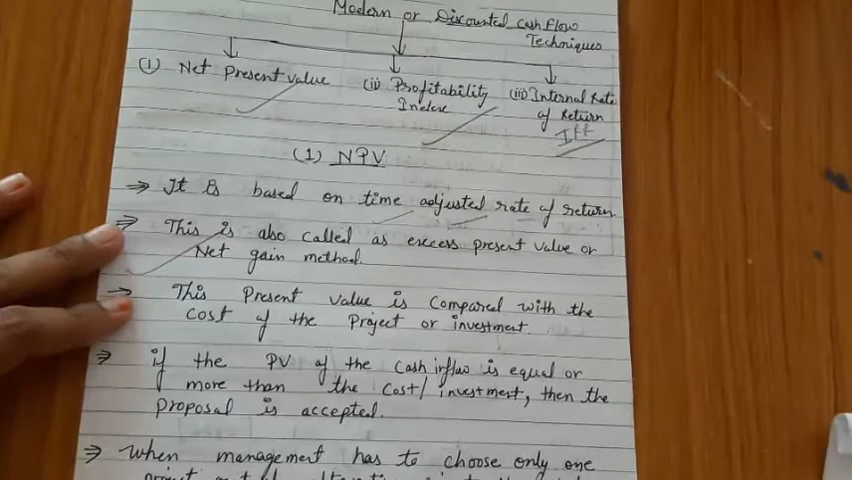 Modern or Discounted cash flow
Techniques
(1) Net Present value
(ii) Profitability
Index
(iii) Internal Rate
of Return
(1) NPV
⇒ It is based on time adjusted rate of return.
⇒ This is also called as excess present value or
Net gain method.
⇒ This Present value is Compared with the
Cost of the Project or investment.
⇒ if the PV of the Cash inflow is equal or
more than the Cost/investment, then the
Proposal is accepted.
⇒ When management has to choose only one